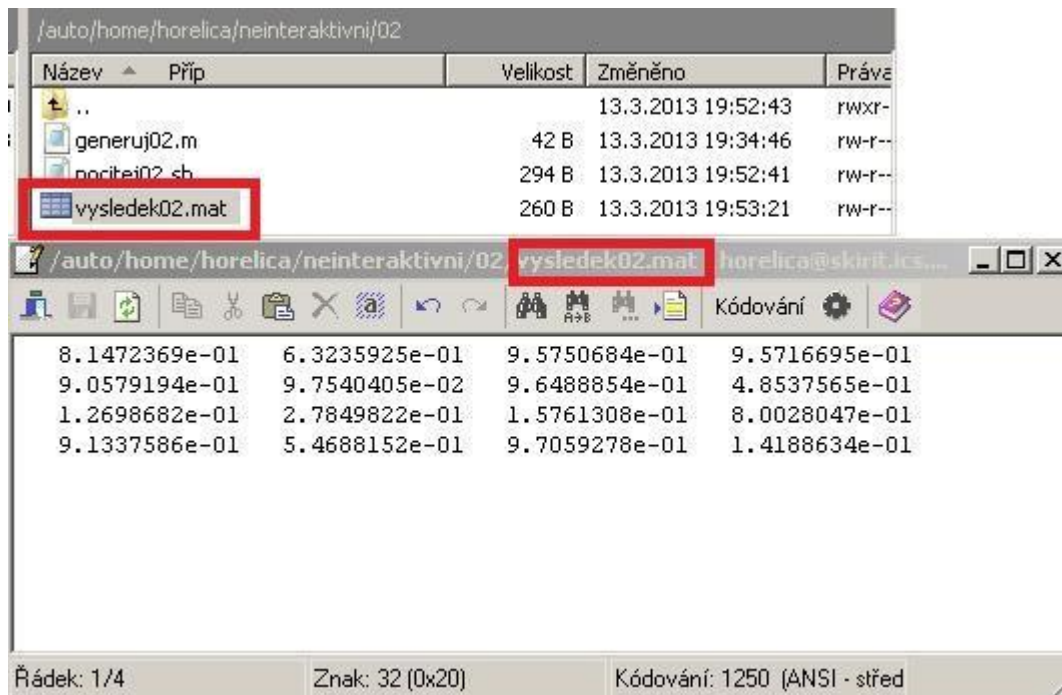 /auto/home/horelica/neinteraktivni/02
Název Příp Velikost Změněno Práva
.. 13.3.2013 19:52:43 rwxr-
generuj02.m 42 B 13.3.2013 19:34:46 rw-r--
pocitej02.sh 294 B 13.3.2013 19:52:41 rw-r--
vysledek02.mat 260 B 13.3.2013 19:53:21 rw-r--
/auto/home/horelica/neinteraktivni/02/vysledek02.mat - horelica@skirit.ics....
Kódování
8.1472369e-01 6.3235925e-01 9.5750684e-01 9.5716695e-01
9.0579194e-01 9.7540405e-02 9.6488854e-01 4.8537565e-01
1.2698682e-01 2.7849822e-01 1.5761308e-01 8.0028047e-01
9.1337586e-01 5.4688152e-01 9.7059278e-01 1.4188634e-01
Řádek: 1/4 Znak: 32 (0x20) Kódování: 1250 (ANSI - střed